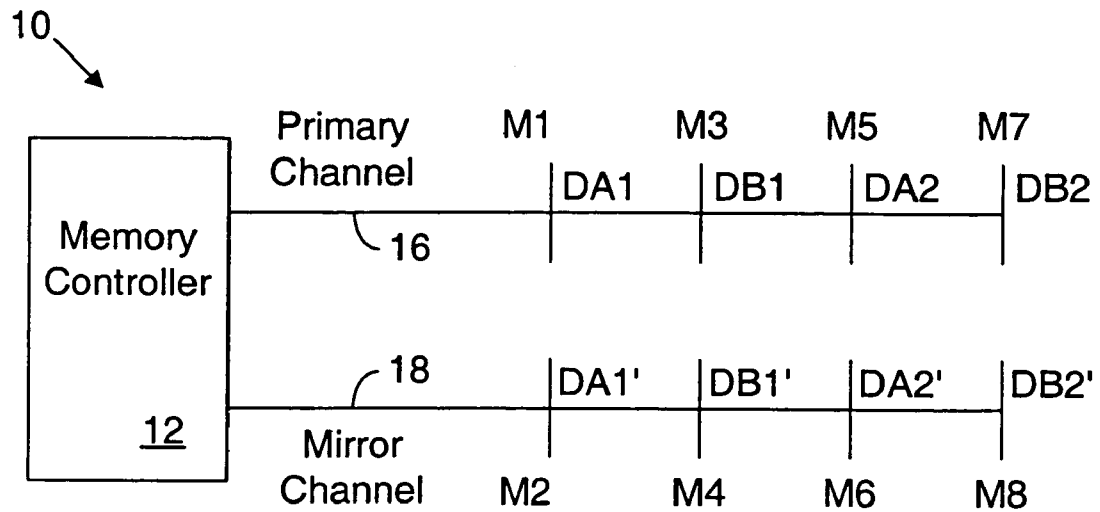 10
Primary
Channel
M1 M3 M5 M7
DA1 DB1 DA2 DB2
16
Memory
Controller
12
18
DA1' DB1' DA2' DB2'
Mirror
Channel
M2 M4 M6 M8